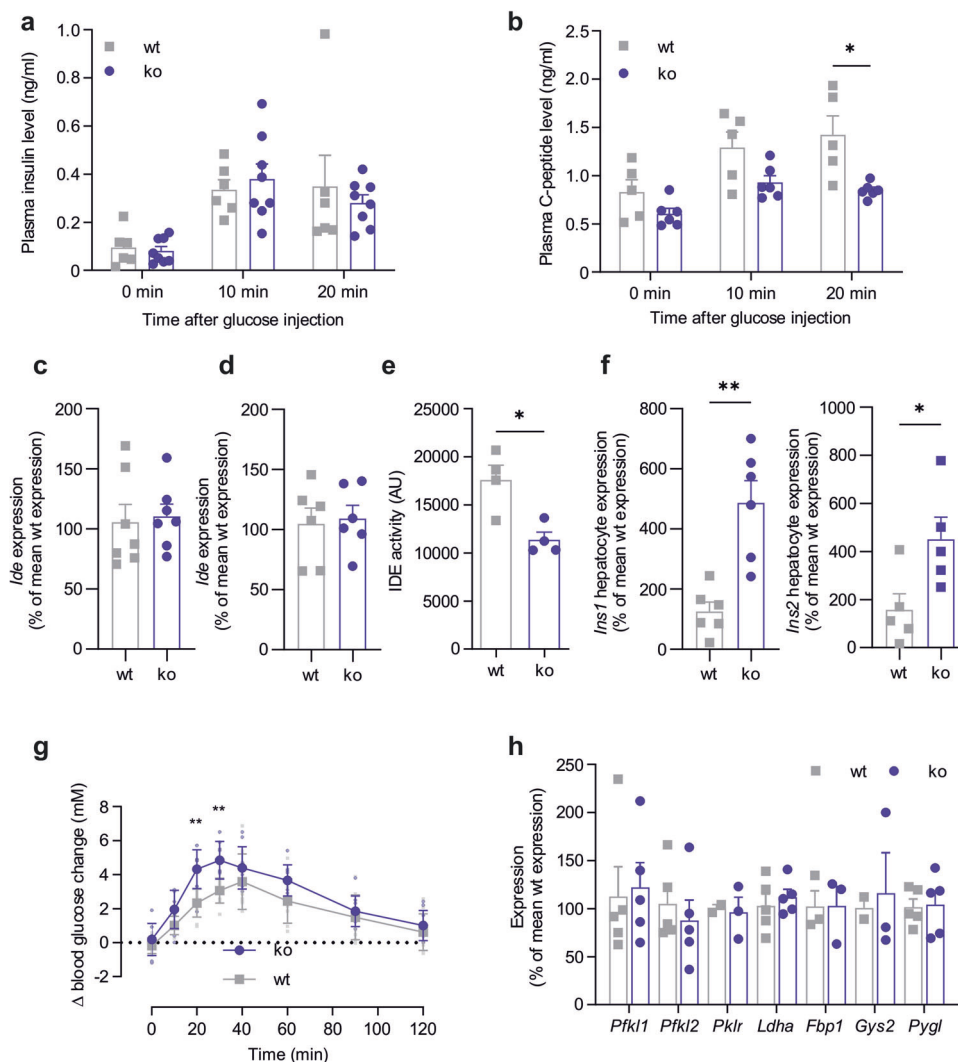 a
wt
ko
Plasma insulin level (ng/ml)
1.0
0.8
0.6
0.4
0.2
0
0 min 10 min 20 min
Time after glucose injection
b
wt
ko
*
Plasma C-peptide level (ng/ml)
2.5
2.0
1.5
1.0
0.5
0
0 min 10 min 20 min
Time after glucose injection
c
Ide expression
(% of mean wt expression)
200
150
100
50
0
wt ko
d
Ide expression
(% of mean wt expression)
200
150
100
50
0
wt ko
e
*
IDE activity (AU)
25000
20000
15000
10000
5000
0
wt ko
f
**
Ins1 hepatocyte expression
(% of mean wt expression)
800
600
400
200
0
wt ko
*
Ins2 hepatocyte expression
(% of mean wt expression)
1000
800
600
400
200
0
wt ko
g
Δ blood glucose change (mM)
8
6
4
2
0
-2
** **
ko
wt
0 20 40 60 80 100 120
Time (min)
h
wt ko
Expression
(% of mean wt expression)
250
200
150
100
50
0
Pfkl1 Pfkl2 Pklr Ldha Fbp1 Gys2 Pygl